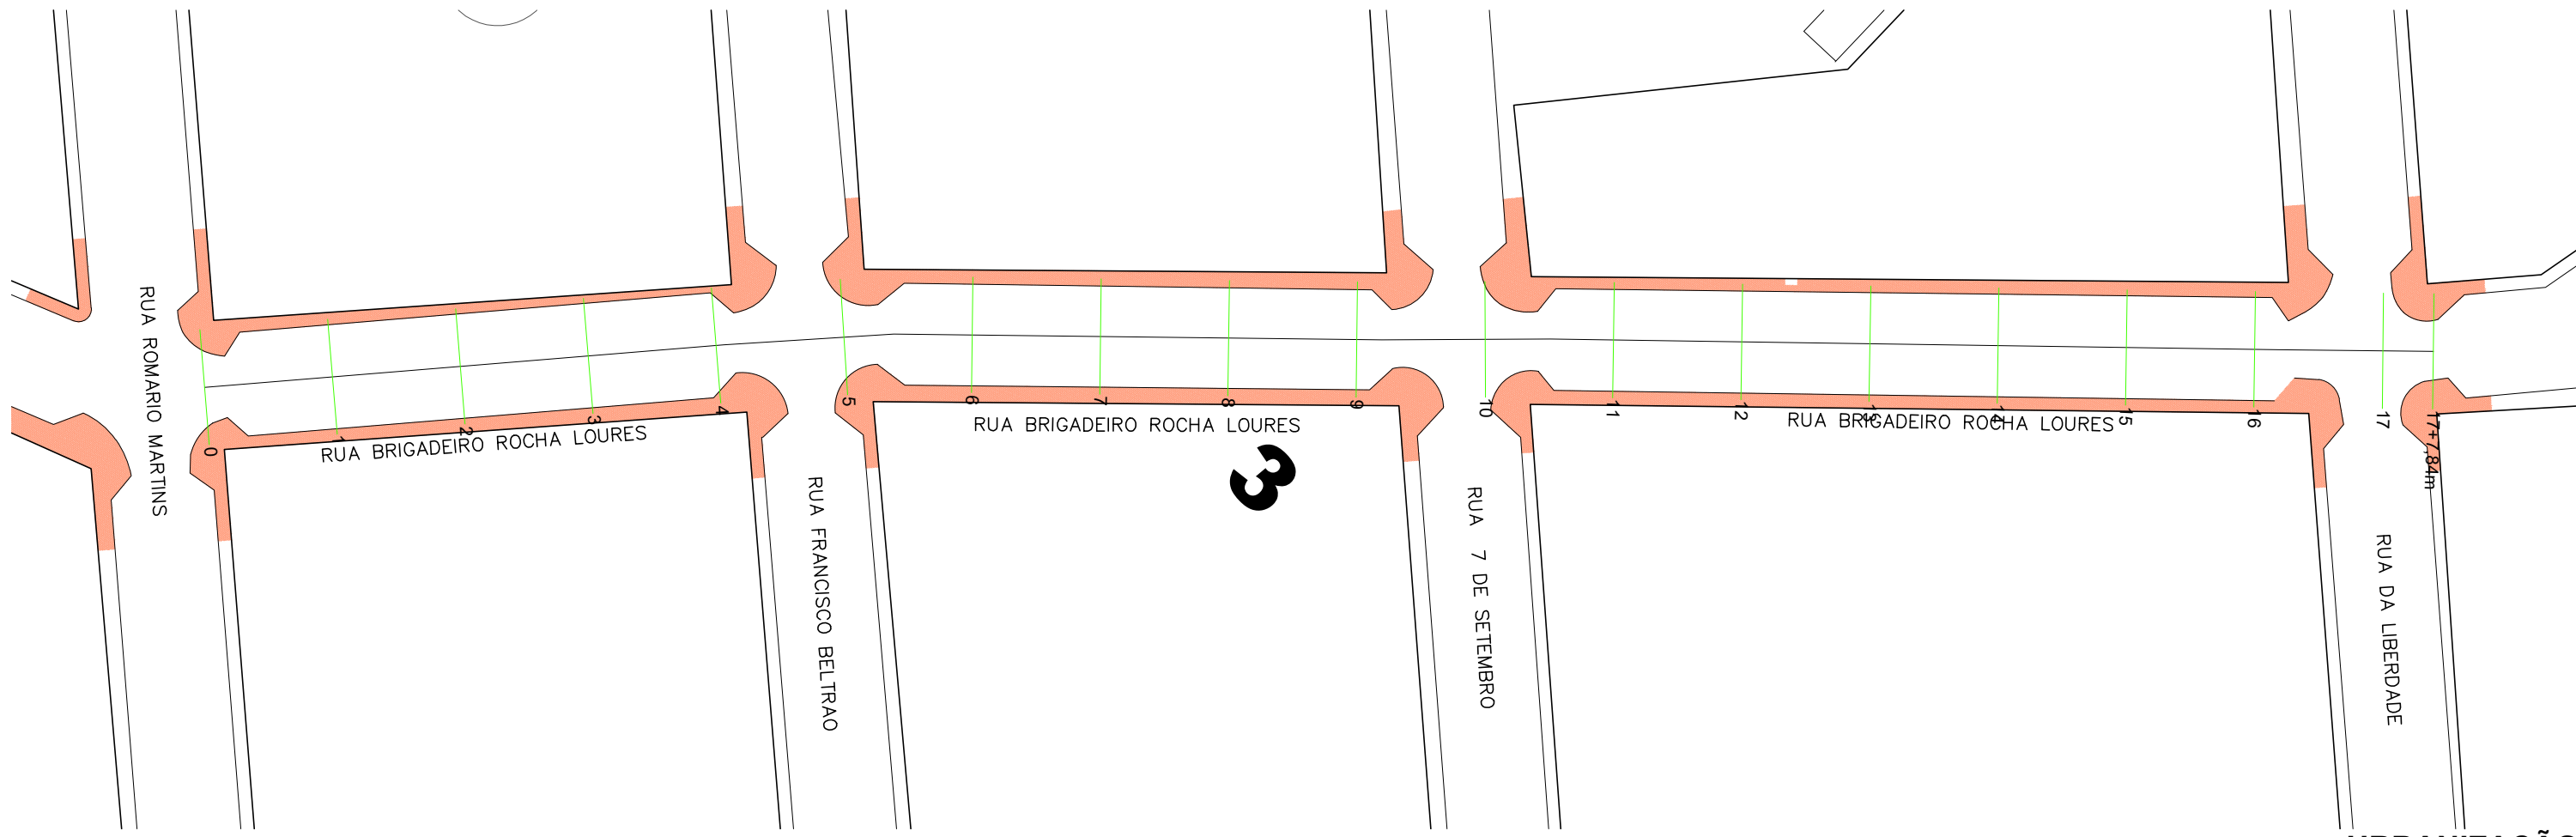 RUA ROMARIO MARTINS
0
1
2
3
4
RUA BRIGADEIRO ROCHA LOURES
RUA FRANCISCO BELTRAO
5
6
7
8
9
RUA BRIGADEIRO ROCHA LOURES
3
RUA 7 DE SETEMBRO
10
11
12
13
14
15
16
RUA BRIGADEIRO ROCHA LOURES
17
17+7,84m
RUA DA LIBERDADE